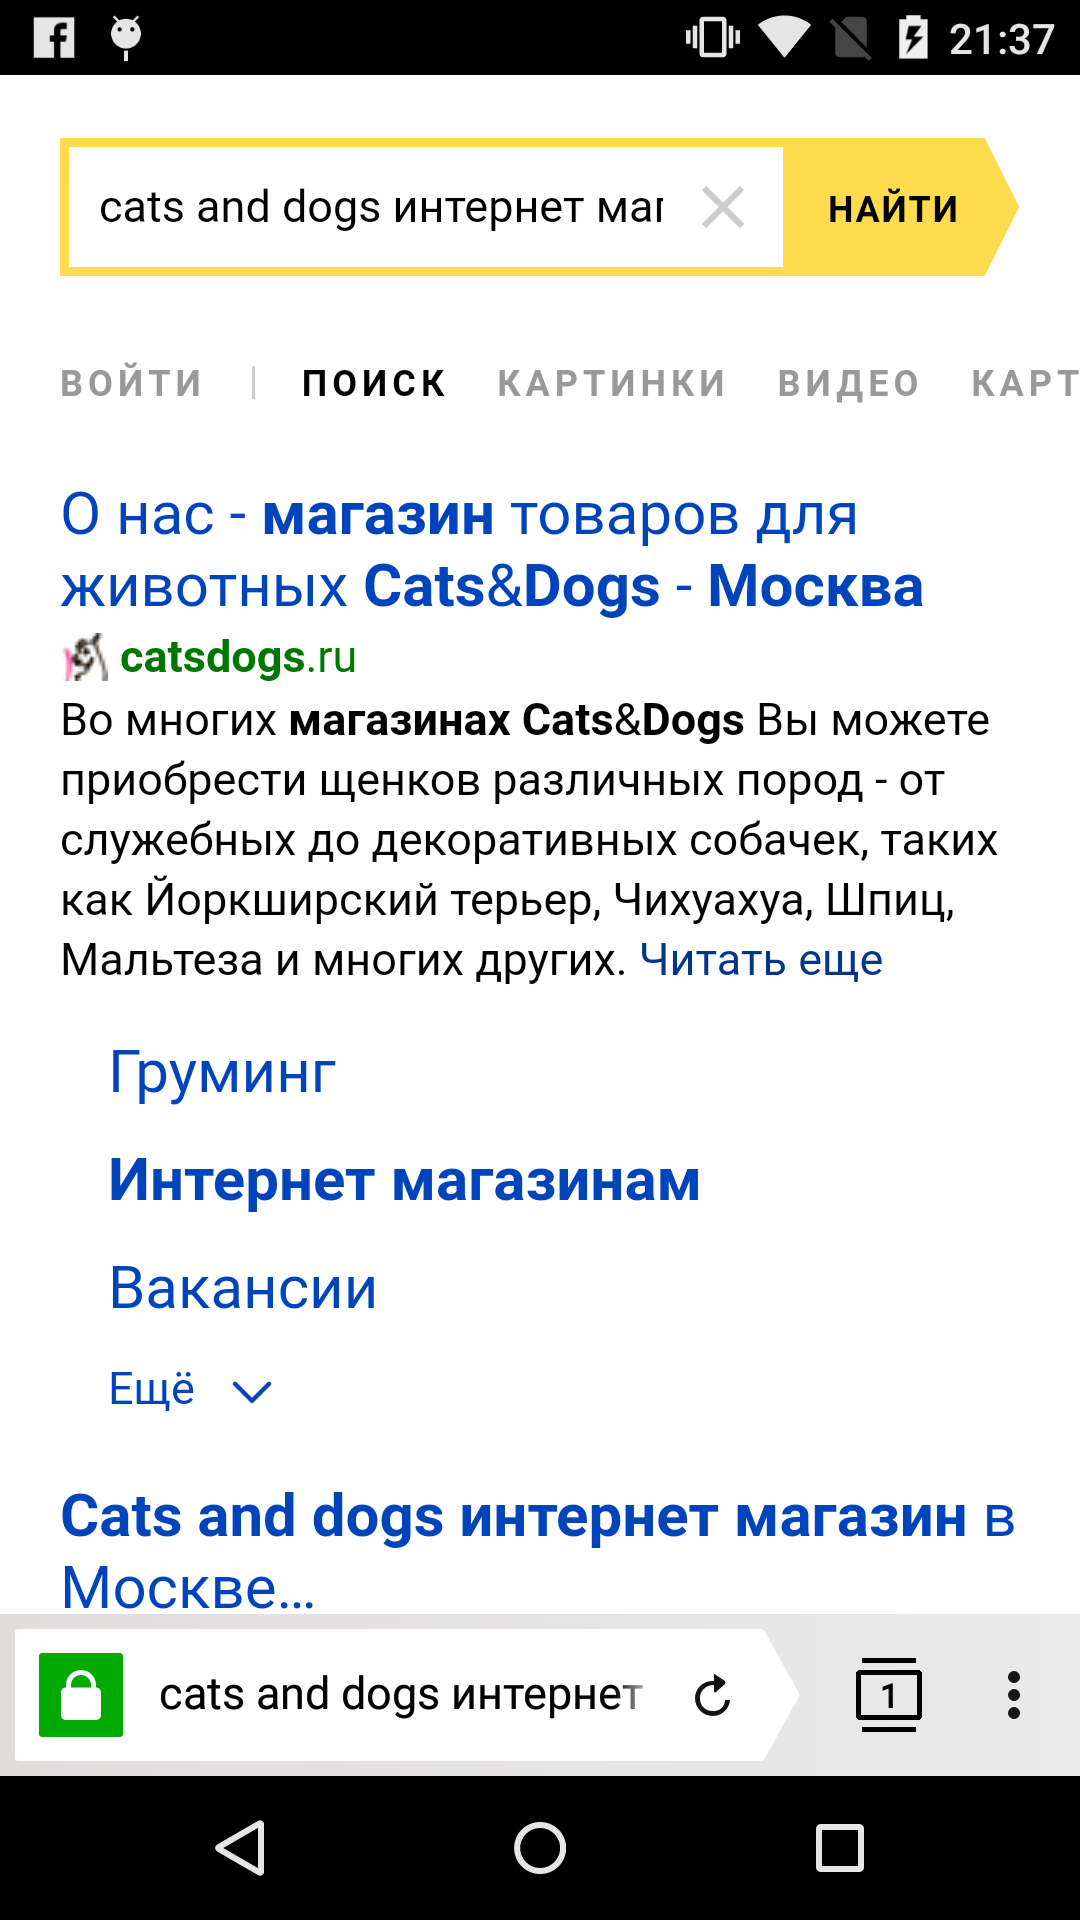 21:37
cats and dogs интернет маг
НАЙТИ
ВОЙТИ | ПОИСК КАРТИНКИ ВИДЕО КАРТ
О нас - магазин товаров для
животных Cats&Dogs - Москва
catsdogs.ru
Во многих магазинах Cats&Dogs Вы можете
приобрести щенков различных пород - от
служебных до декоративных собачек, таких
как Йоркширский терьер, Чихуахуа, Шпиц,
Мальтеза и многих других. Читать еще
Груминг
Интернет магазинам
Вакансии
Ещё
Cats and dogs интернет магазин в
Москве...
cats and dogs интернет
1